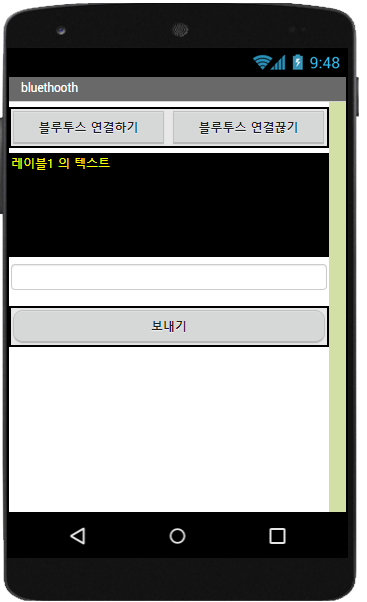 9:48
bluethooth
블루투스 연결하기 블루투스 연결끊기
레이블1 의 텍스트
보내기